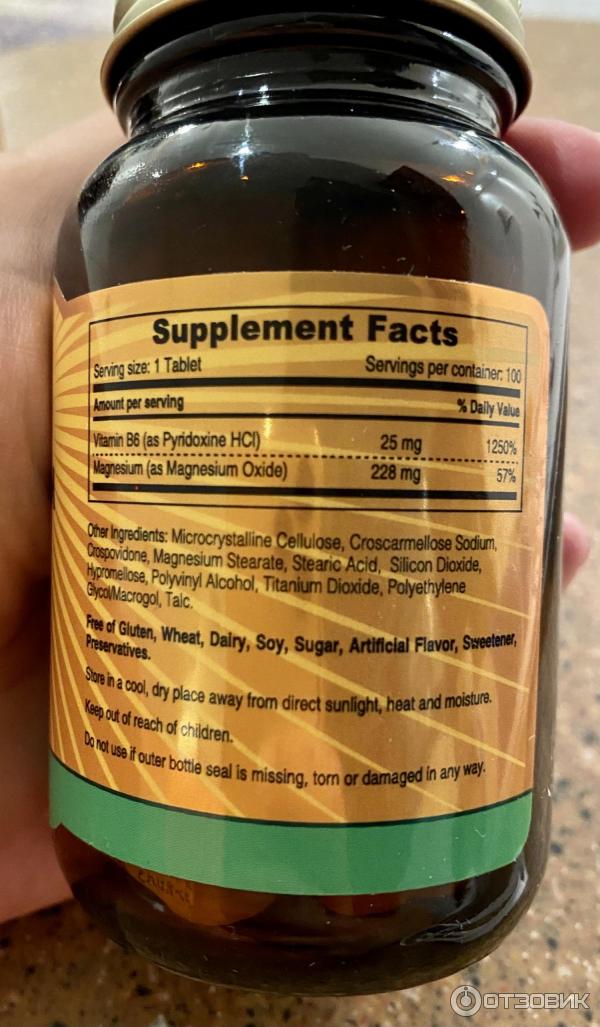 Supplement Facts
Serving size: 1 Tablet Servings per container: 100
Amount per serving % Daily Value
Vitamin B6 (as Pyridoxine HCl) 25 mg 1250%
Magnesium (as Magnesium Oxide) 228 mg 57%
Other Ingredients: Microcrystalline Cellulose, Croscarmellose Sodium,
Crospovidone, Magnesium Stearate, Stearic Acid, Silicon Dioxide,
Hypromellose, Polyvinyl Alcohol, Titanium Dioxide, Polyethylene
Glycol/Macrogol, Talc.
Free of Gluten, Wheat, Dairy, Soy, Sugar, Artificial Flavor, Sweetener,
Preservatives.
Store in a cool, dry place away from direct sunlight, heat and moisture.
Keep out of reach of children.
Do not use if outer bottle seal is missing, torn or damaged in any way.
ОТЗОВИК